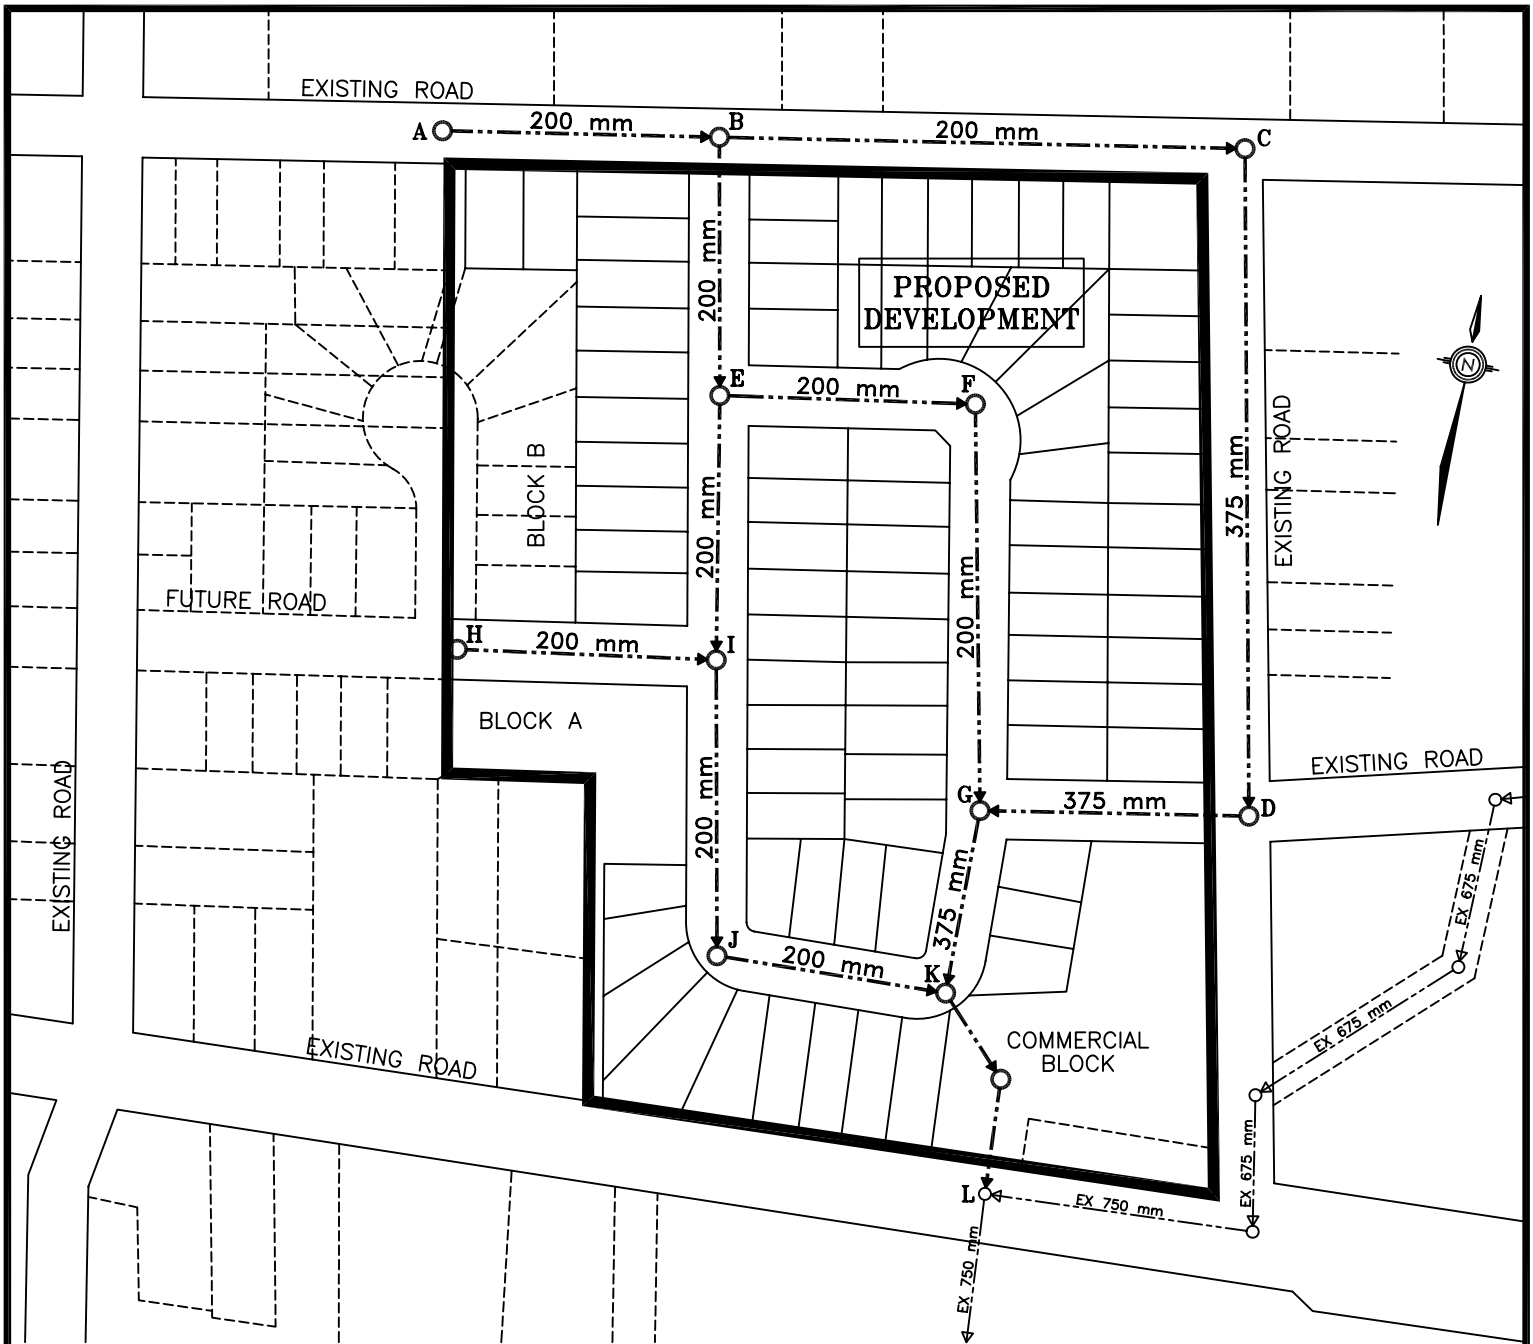 EXISTING ROAD
A
200 mm
B
200 mm
C
200 mm
PROPOSED
DEVELOPMENT
N
E
200 mm
F
BLOCK B
200 mm
200 mm
375 mm
EXISTING ROAD
FUTURE ROAD
H
200 mm
I
BLOCK A
EXISTING ROAD
EXISTING ROAD
200 mm
G
375 mm
D
EX 675 mm
375 mm
J
200 mm
K
EX 675 mm
EXISTING ROAD
COMMERCIAL
BLOCK
EX 675 mm
L
EX 750 mm
EX 750 mm